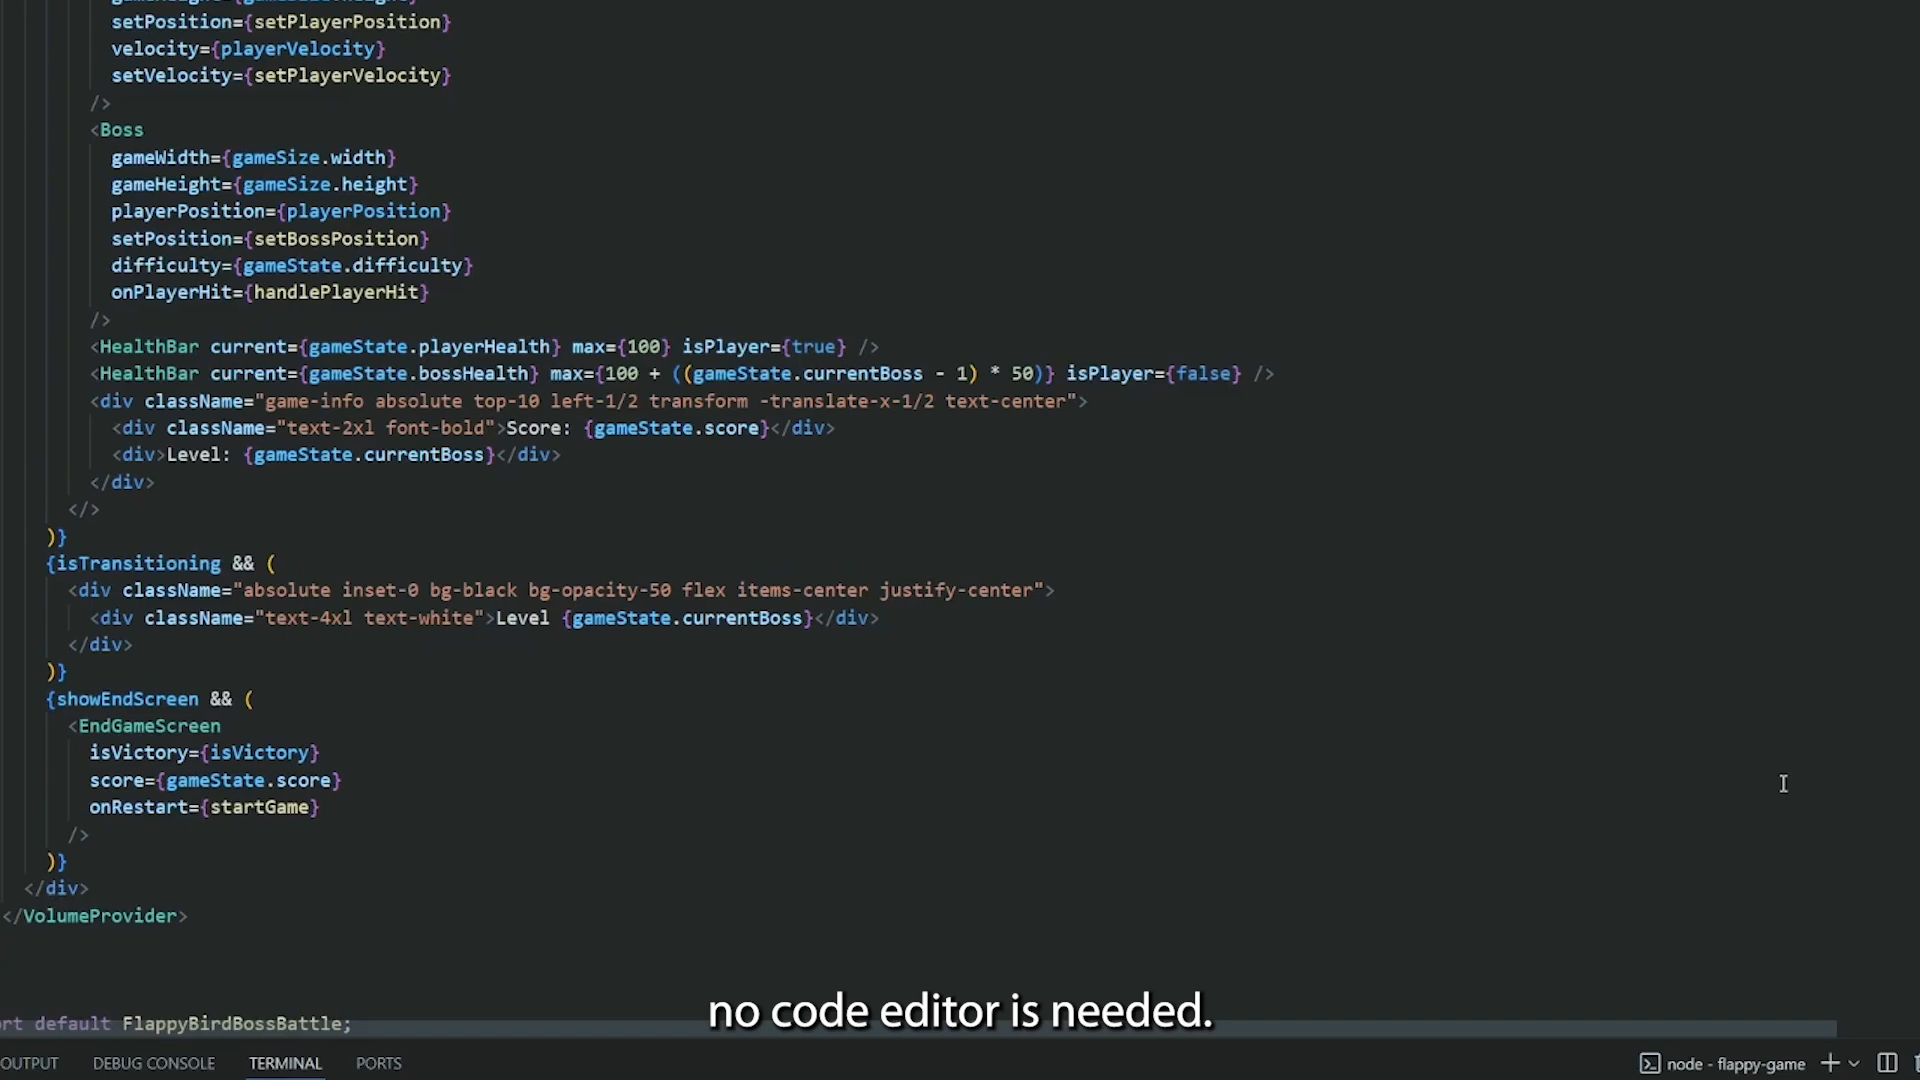 setPosition={setPlayerPosition}
velocity={playerVelocity}
setVelocity={setPlayerVelocity}
/>
<Boss
gameWidth={gameSize.width}
gameHeight={gameSize.height}
playerPosition={playerPosition}
setPosition={setBossPosition}
difficulty={gameState.difficulty}
onPlayerHit={handlePlayerHit}
/>
<HealthBar current={gameState.playerHealth} max={100} isPlayer={true} />
<HealthBar current={gameState.bossHealth} max={100 + ((gameState.currentBoss - 1) * 50)} isPlayer={false} />
<div className="game-info absolute top-10 left-1/2 transform -translate-x-1/2 text-center">
<div className="text-2xl font-bold">Score: {gameState.score}</div>
<div>Level: {gameState.currentBoss}</div>
</div>
</>
)}
{isTransitioning && (
<div className="absolute inset-0 bg-black bg-opacity-50 flex items-center justify-center">
<div className="text-4xl text-white">Level {gameState.currentBoss}</div>
</div>
)}
{showEndScreen && (
<EndGameScreen
isVictory={isVictory}
score={gameState.score}
onRestart={startGame}
/>
)}
</div>
</VolumeProvider>
no code editor is needed.
rt default FlappyBirdBossBattle;
OUTPUT DEBUG CONSOLE TERMINAL PORTS node - flappy-game